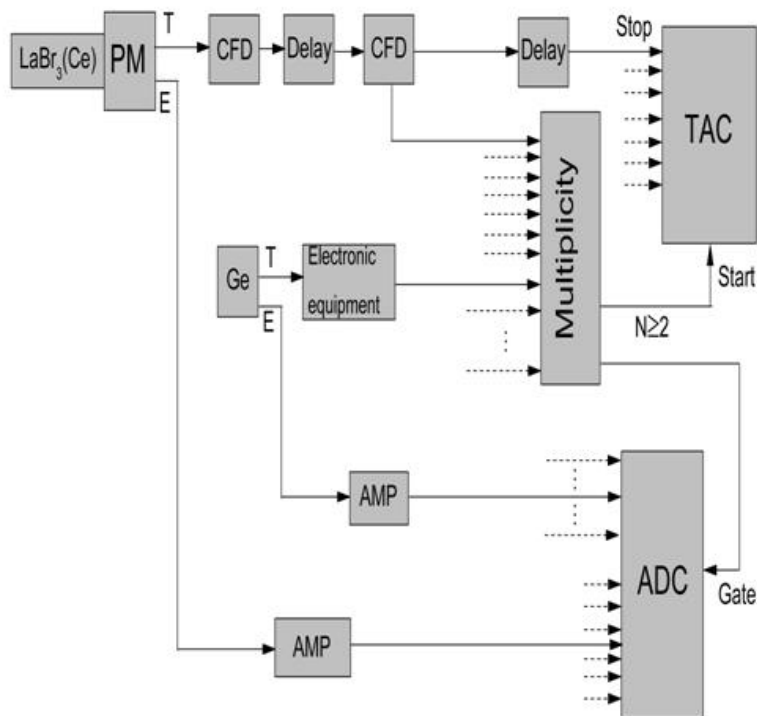 LaBr₃(Ce)
PM
T
E
CFD
Delay
CFD
Delay
Stop
TAC
Multiplicity
Ge
T
E
Electronic
equipment
Start
N≥2
AMP
ADC
Gate
AMP